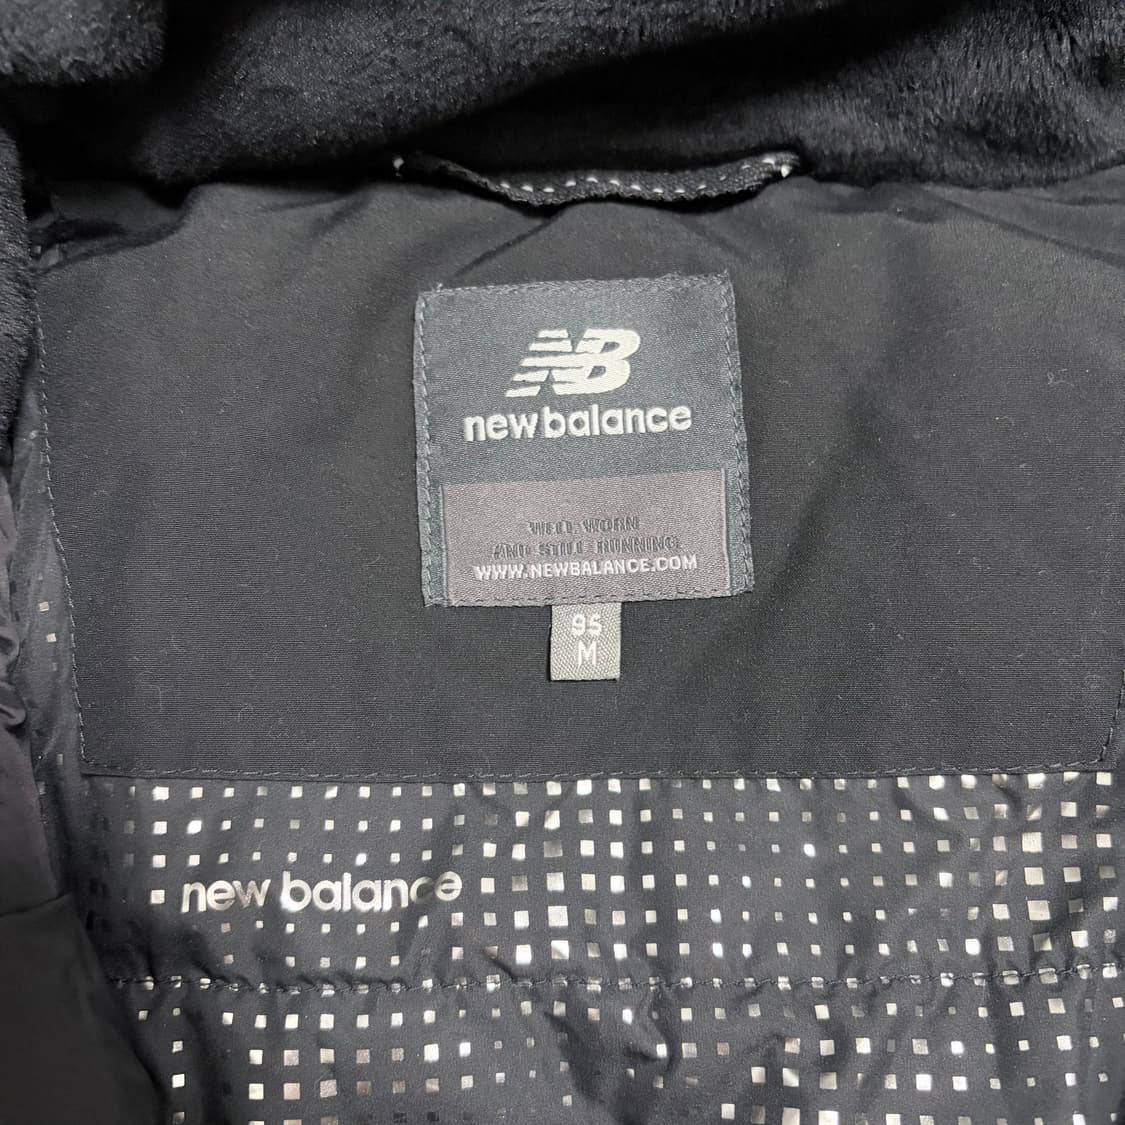 NB
new balance
WELL WORN
AND STILL RUNNING
WWW.NEWBALANCE.COM
95
M
new balance